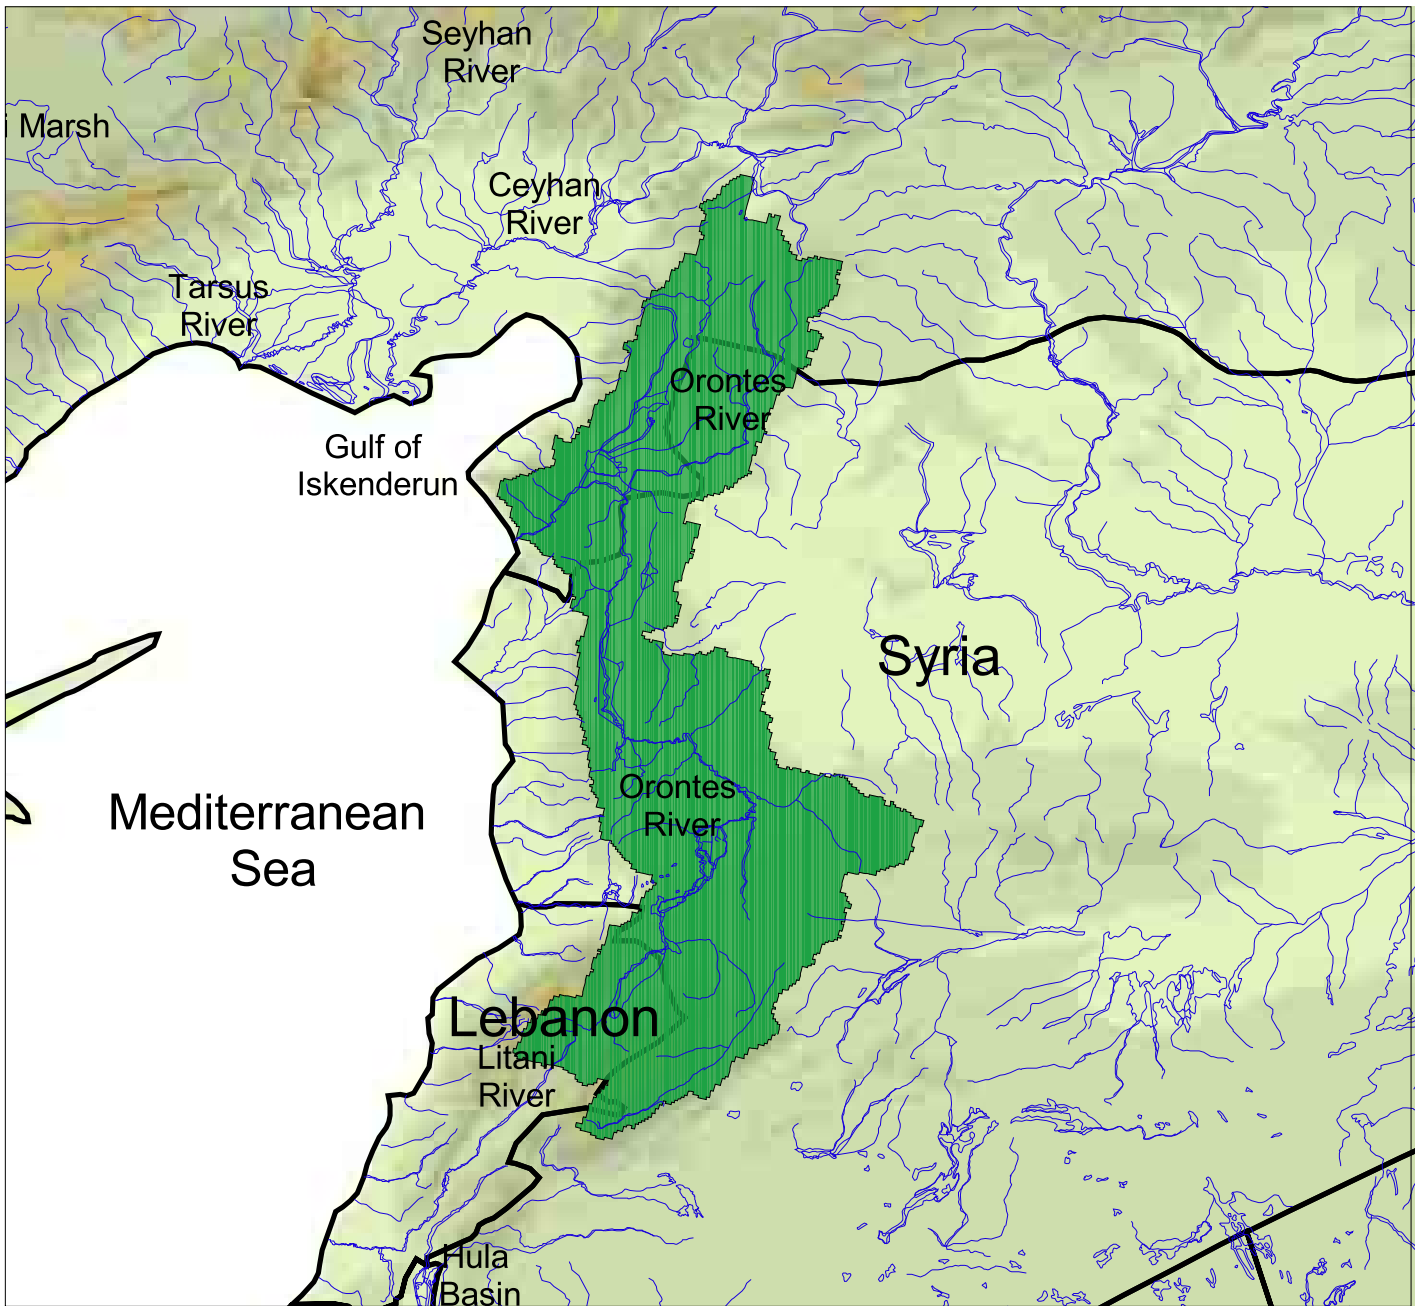 Seyhan
River
i Marsh
Ceyhan
River
Tarsus
River
Orontes
River
Gulf of
Iskenderun
Syria
Orontes
River
Mediterranean
Sea
Lebanon
Litani
River
Hula
Basin